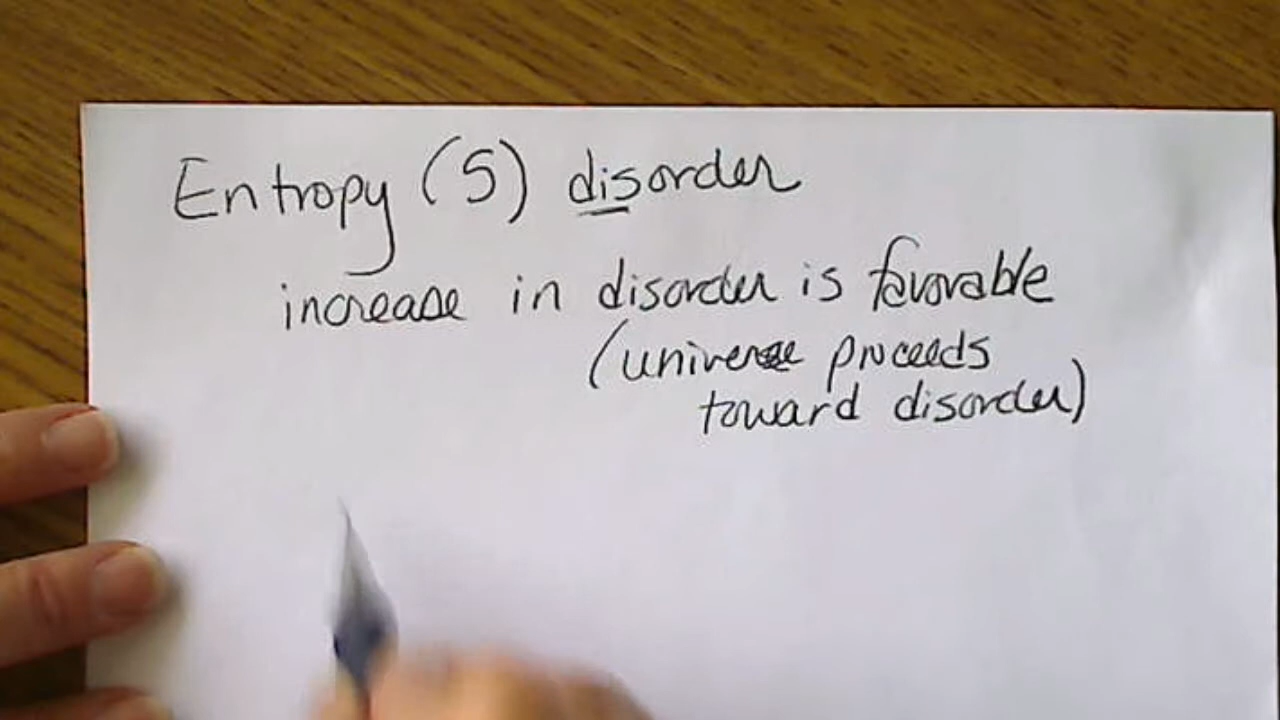 Entropy (S) disorder
increase in disorder is favorable
(universe proceeds
toward disorder)